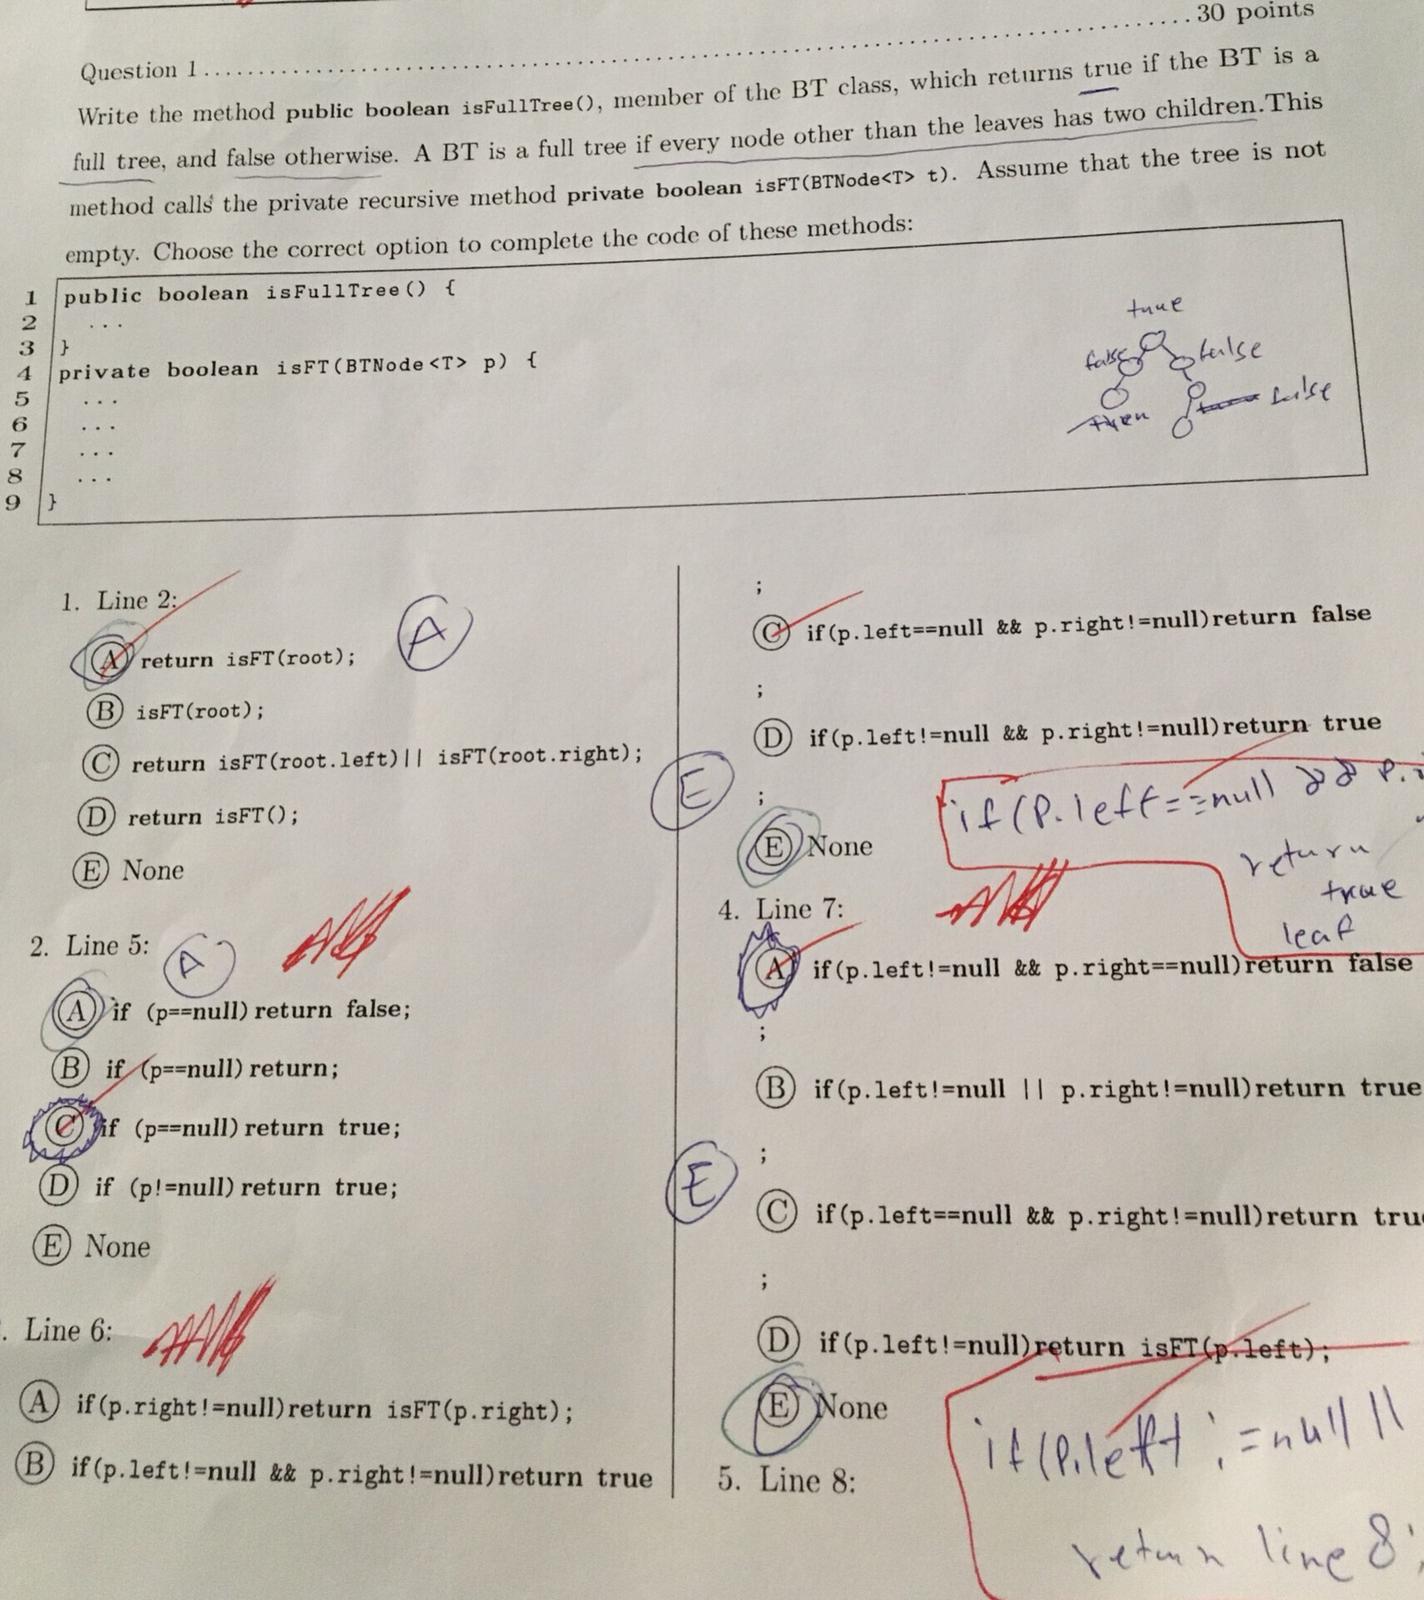 30 points
Question 1
Write the method public boolean isFullTree(), member of the BT class, which returns true if the BT is a
full tree, and false otherwise. A BT is a full tree if every node other than the leaves has two children.This
method calls the private recursive method private boolean isFT(BTNode<T> t). Assume that the tree is not
empty. Choose the correct option to complete the code of these methods:
1 public boolean isFullTree() {
2 ...
3 }
4 private boolean isFT(BTNode<T> p) {
5 ...
6 ...
7 ...
8 ...
9 }
true
false
false
false
1. Line 2:
A return isFT(root);
A
B isFT(root);
C return isFT(root.left)|| isFT(root.right);
D return isFT();
E None
2. Line 5:
A
A if (p==null) return false;
B if (p==null) return;
C if (p==null) return true;
D if (p!=null) return true;
E None
. Line 6:
A if(p.right!=null)return isFT(p.right);
B if(p.left!=null && p.right!=null)return true
;
C if(p.left==null && p.right!=null)return false
;
D if(p.left!=null && p.right!=null)return true
;
E
E None
if(P.left==null && P.
return
true
leaf
4. Line 7:
A if(p.left!=null && p.right==null)return false
;
B if(p.left!=null || p.right!=null)return true
;
E
C if(p.left==null && p.right!=null)return tru
;
D if(p.left!=null)return isFT(p.left);
E None
if(P.left != null ||
return line 8;
5. Line 8: